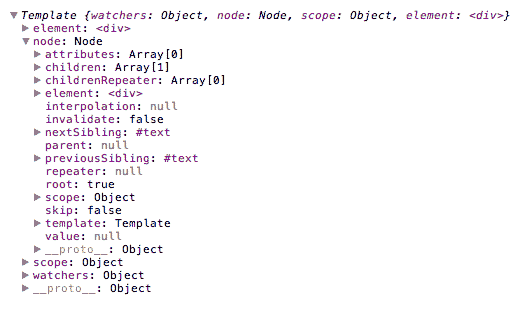 Template {watchers: Object, node: Node, scope: Object, element: <div>}
element: <div>
node: Node
attributes: Array[0]
children: Array[1]
childrenRepeater: Array[0]
element: <div>
interpolation: null
invalidate: false
nextSibling: #text
parent: null
previousSibling: #text
repeater: null
root: true
scope: Object
skip: false
template: Template
value: null
__proto__: Object
scope: Object
watchers: Object
__proto__: Object